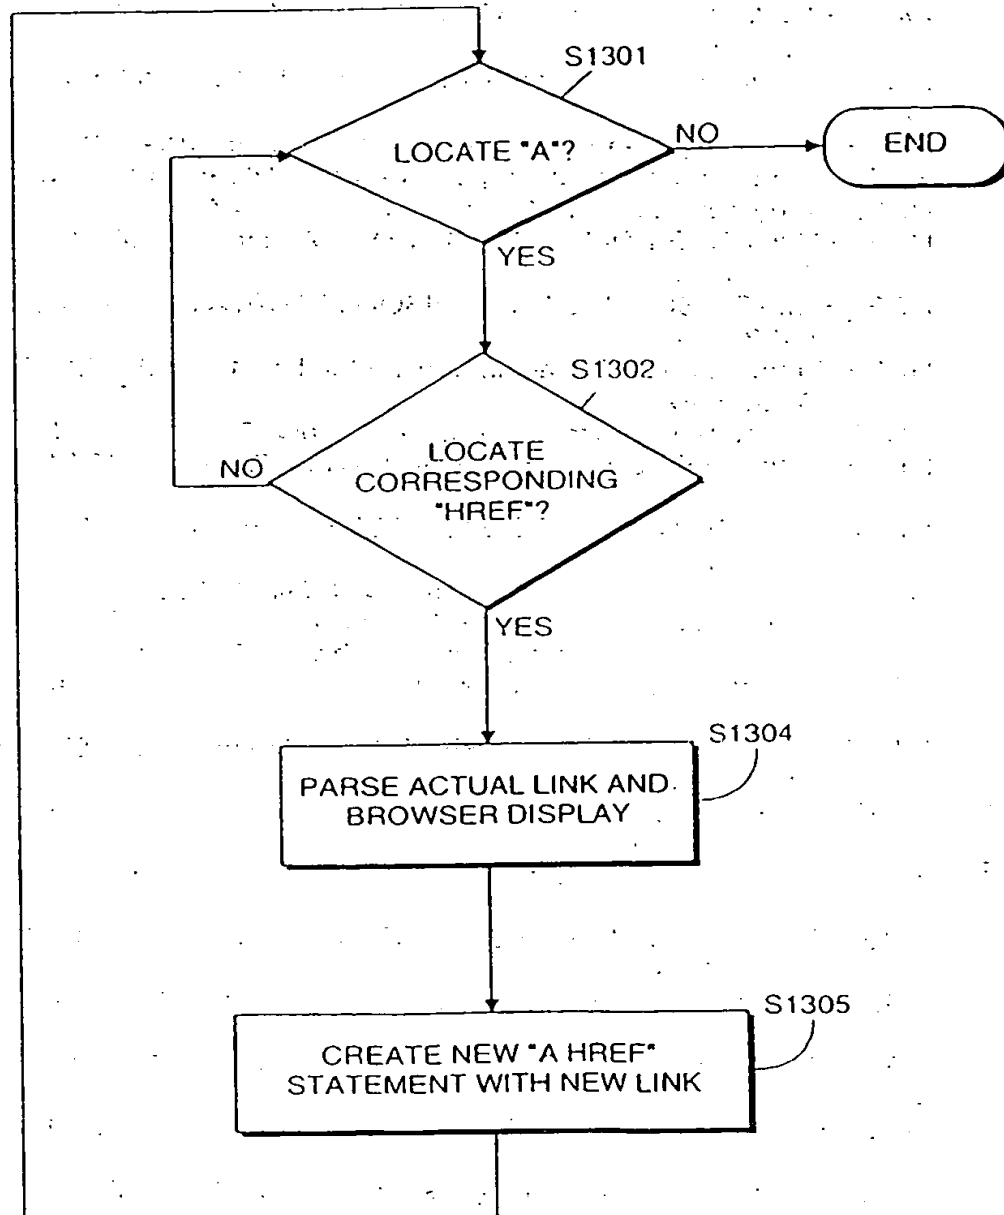 S1301
LOCATE "A"?
NO
END
YES
S1302
LOCATE
CORRESPONDING
"HREF"?
NO
YES
S1304
PARSE ACTUAL LINK AND
BROWSER DISPLAY
S1305
CREATE NEW "A HREF"
STATEMENT WITH NEW LINK